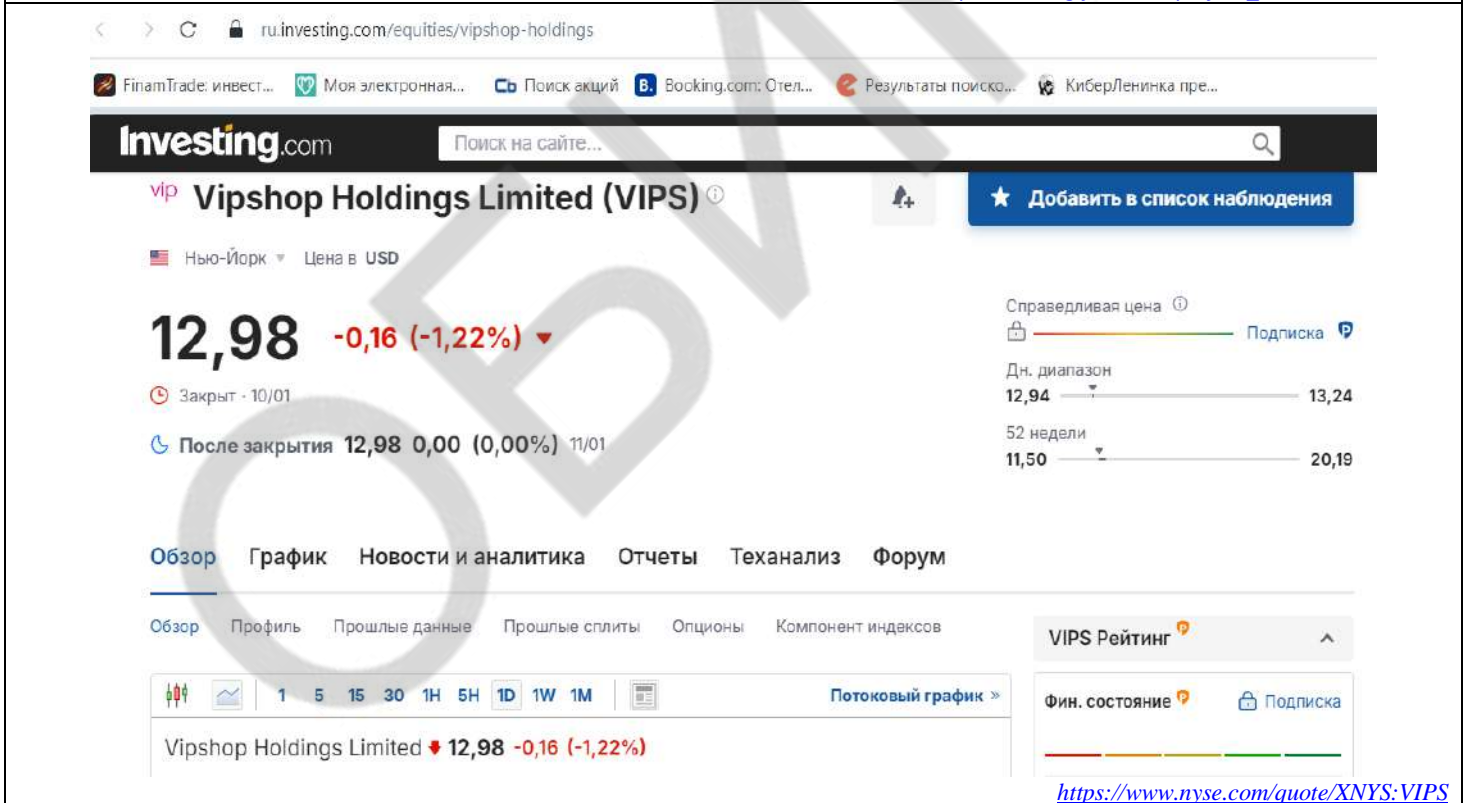 ru.investing.com/equities/vipshop-holdings
FinamTrade: инвест... Моя электронная... Сb Поиск акций B. Booking.com: Отел... Результаты поиско... КиберЛенинка пре...
Investing.com Поиск на сайте...
vip Vipshop Holdings Limited (VIPS) Добавить в список наблюдения
Нью-Йорк Цена в USD
Справедливая цена
12,98 -0,16 (-1,22%) Подписка
Дн. диапазон
Закрыт · 10/01 12,94 13,24
52 недели
После закрытия 12,98 0,00 (0,00%) 11/01
11,50 20,19
Обзор График Новости и аналитика Отчеты Теханализ Форум
Обзор Профиль Прошлые данные Прошлые сплиты Опционы Компонент индексов
VIPS Рейтинг
1 5 15 30 1H 5H 1D 1W 1M Потоковый график »
Фин. состояние Подписка
Vipshop Holdings Limited 12,98 -0,16 (-1,22%)
https://www.nyse.com/quote/XNYS:VIPS